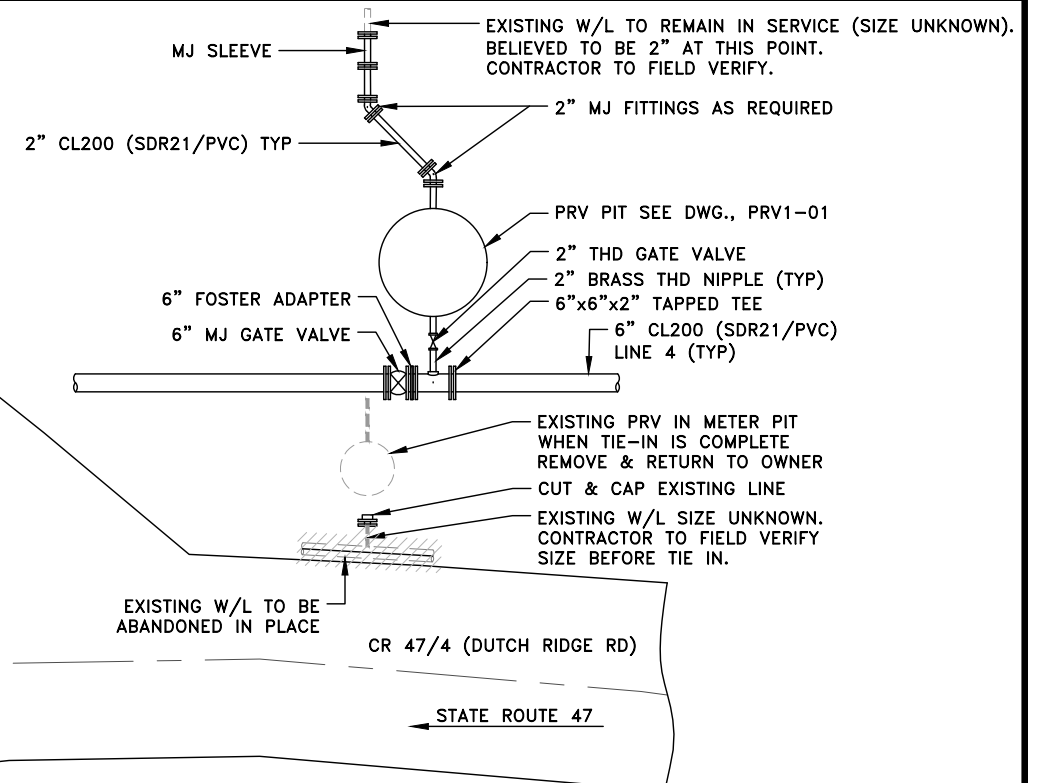 EXISTING W/L TO REMAIN IN SERVICE (SIZE UNKNOWN).
BELIEVED TO BE 2” AT THIS POINT.
CONTRACTOR TO FIELD VERIFY.
MJ SLEEVE
2” MJ FITTINGS AS REQUIRED
2” CL200 (SDR21/PVC) TYP
PRV PIT SEE DWG., PRV1-01
2” THD GATE VALVE
2” BRASS THD NIPPLE (TYP)
6”x6”x2” TAPPED TEE
6” FOSTER ADAPTER
6” MJ GATE VALVE
6” CL200 (SDR21/PVC)
LINE 4 (TYP)
EXISTING PRV IN METER PIT
WHEN TIE-IN IS COMPLETE
REMOVE & RETURN TO OWNER
CUT & CAP EXISTING LINE
EXISTING W/L SIZE UNKNOWN.
CONTRACTOR TO FIELD VERIFY
SIZE BEFORE TIE IN.
EXISTING W/L TO BE
ABANDONED IN PLACE
CR 47/4 (DUTCH RIDGE RD)
STATE ROUTE 47